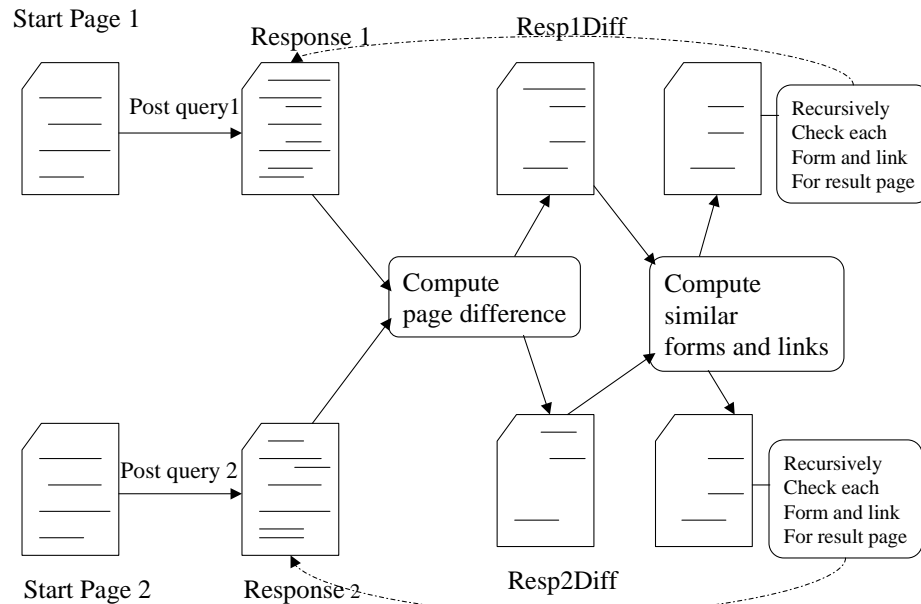 Start Page 1
Response 1
Resp1Diff
Post query1
Recursively
Check each
Form and link
For result page
Compute
page difference
Compute
similar
forms and links
Post query 2
Recursively
Check each
Form and link
For result page
Start Page 2
Response 2
Resp2Diff